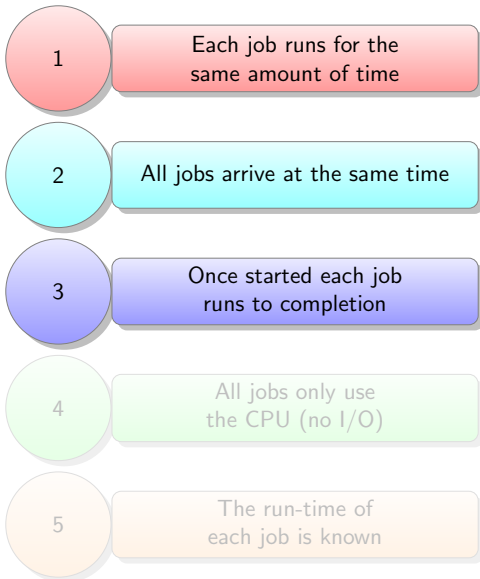 1
Each job runs for the
same amount of time
2
All jobs arrive at the same time
3
Once started each job
runs to completion
4
All jobs only use
the CPU (no I/O)
5
The run-time of
each job is known